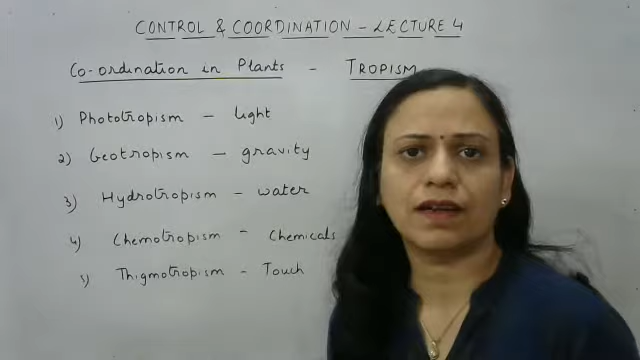 CONTROL & COORDINATION - LECTURE 4
Co-ordination in Plants - TROPISM
1) Phototropism - light
2) Geotropism - gravity
3) Hydrotropism - water
4) Chemotropism - Chemicals
5) Thigmotropism - Touch